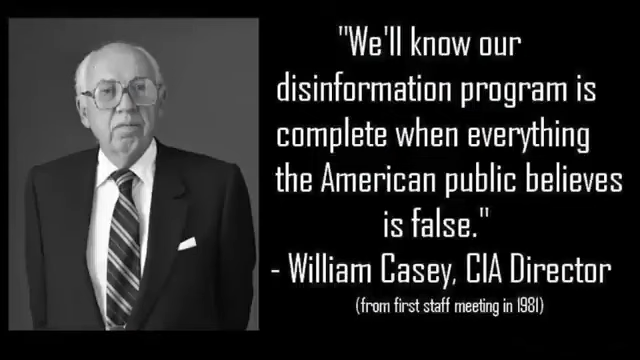 "We'll know our
disinformation program is
complete when everything
the American public believes
is false."
- William Casey, CIA Director
(from first staff meeting in 1981)